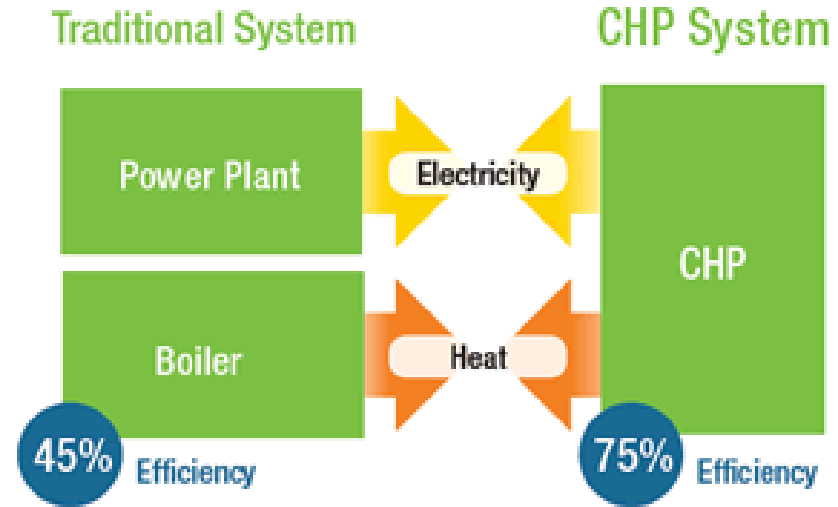 Traditional System
CHP System
Power Plant
Electricity
CHP
Boiler
Heat
45% Efficiency
75% Efficiency